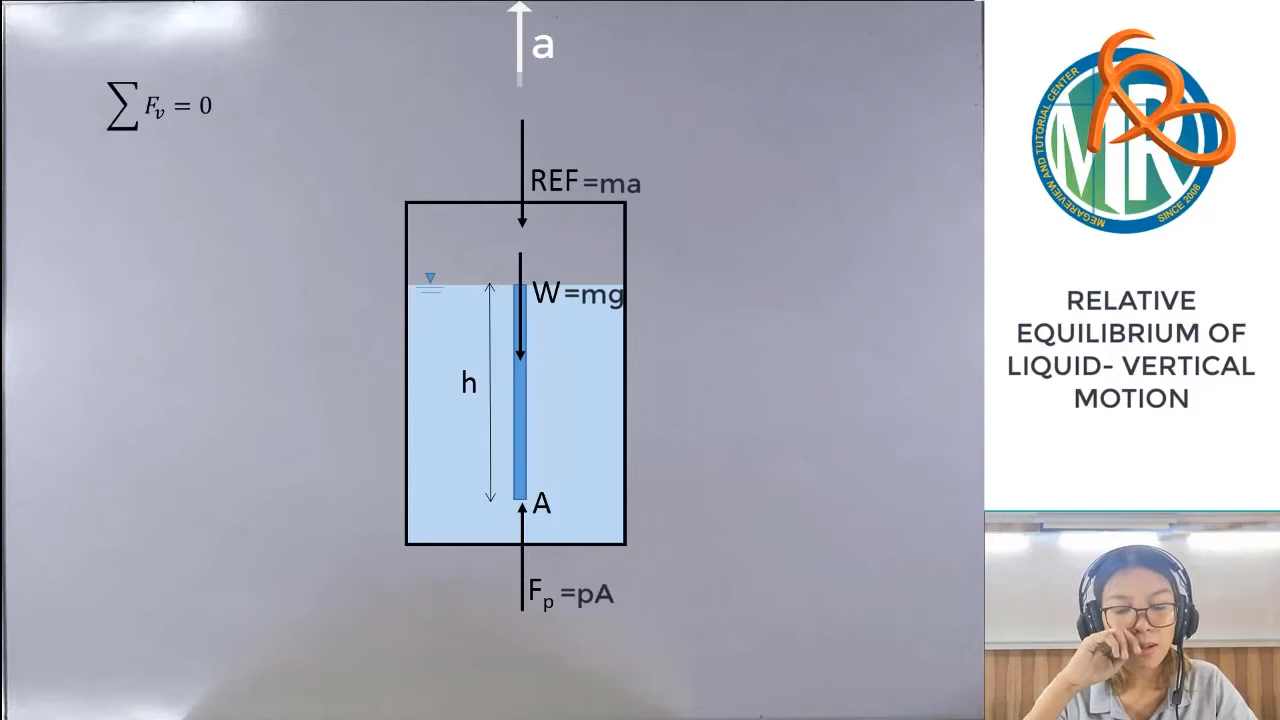 a
∑ Fᵥ = 0
REF =ma
W =mg
h
A
Fₚ =pA
MEGAREVIEW AND TUTORIAL CENTER
SINCE 2008
MR
RELATIVE
EQUILIBRIUM OF
LIQUID- VERTICAL
MOTION